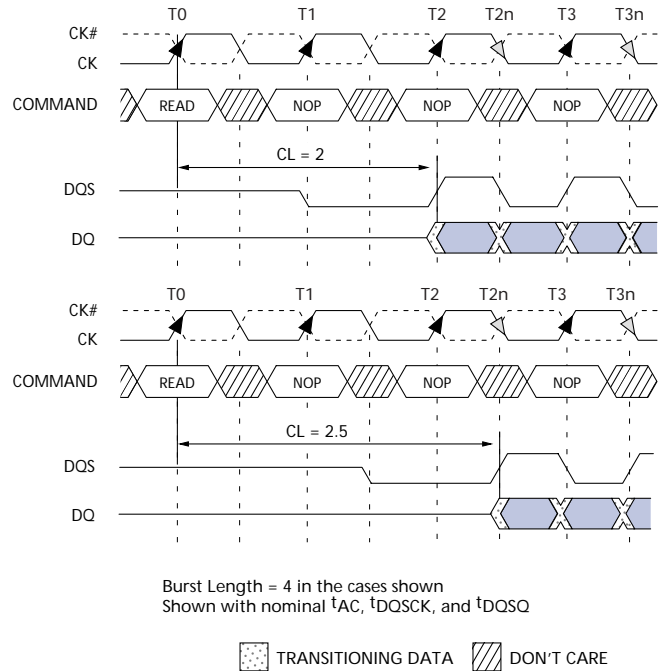 T0 T1 T2 T2n T3 T3n
CK#
CK
COMMAND READ NOP NOP NOP
CL = 2
DQS
DQ
T0 T1 T2 T2n T3 T3n
CK#
CK
COMMAND READ NOP NOP NOP
CL = 2.5
DQS
DQ
Burst Length = 4 in the cases shown
Shown with nominal tAC, tDQSCK, and tDQSQ
TRANSITIONING DATA DON'T CARE